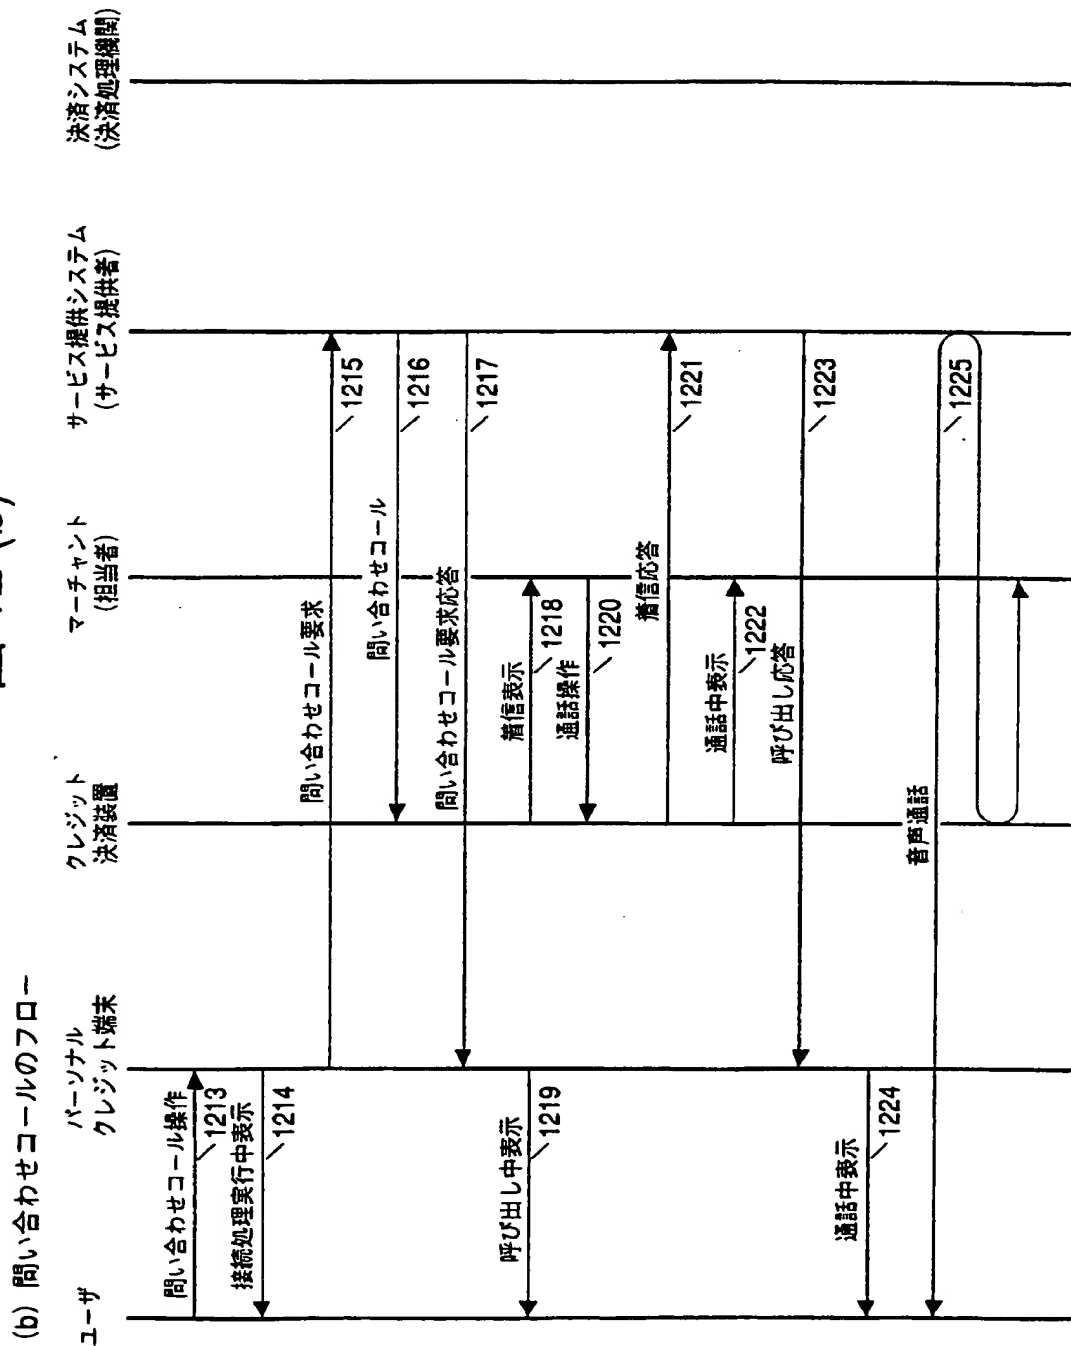 (b) 問い合わせコールのフロー
ユーザ
パーソナル
クレジット端末
クレジット
決済装置
マーチャント
(担当者)
サービス提供システム
(サービス提供者)
決済システム
(決済処理機関)
問い合わせコール操作
1213
接続処理実行中表示
1214
問い合わせコール要求
1215
問い合わせコール
1216
問い合わせコール要求応答
1217
着信表示
1218
呼び出し中表示
1219
通話操作
1220
着信応答
1221
通話中表示
1222
呼び出し応答
1223
通話中表示
1224
音声通話
1225